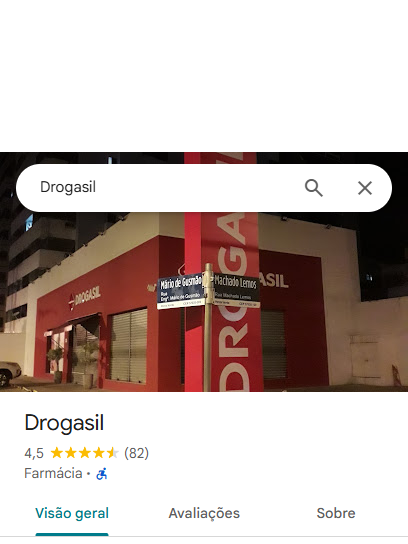 Drogasil
DROGASIL
DROGASIL
Mário de Gusmão
Rua
Engº. Mário de Gusmão
Machado Lemos
Rua Machado Lemos
Drogasil
4,5 (82)
Farmácia ·
Visão geral
Avaliações
Sobre